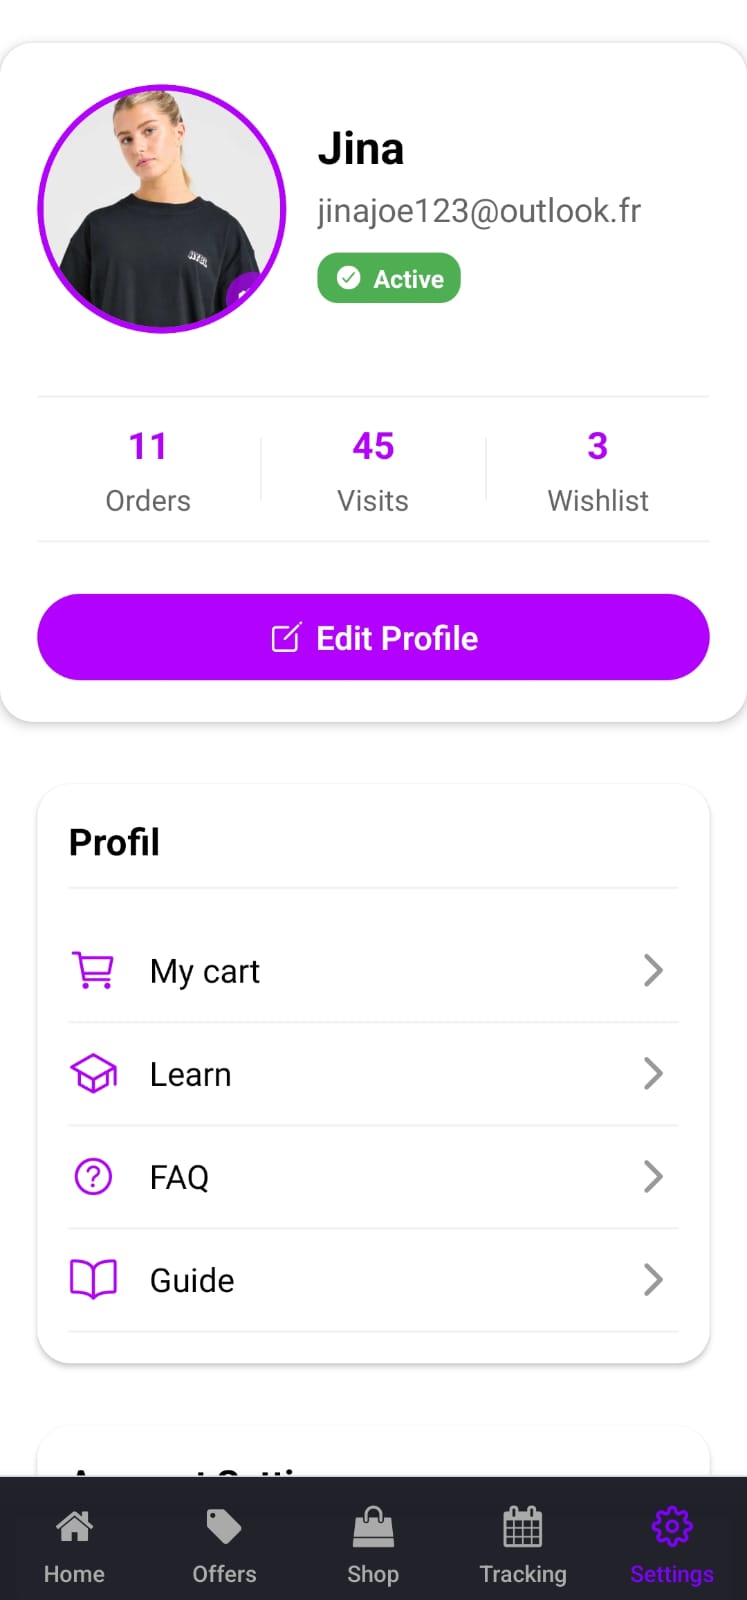 Jina
jinajoe123@outlook.fr
Active
11
Orders
45
Visits
3
Wishlist
Edit Profile
Profil
My cart
Learn
FAQ
Guide
Home
Offers
Shop
Tracking
Settings